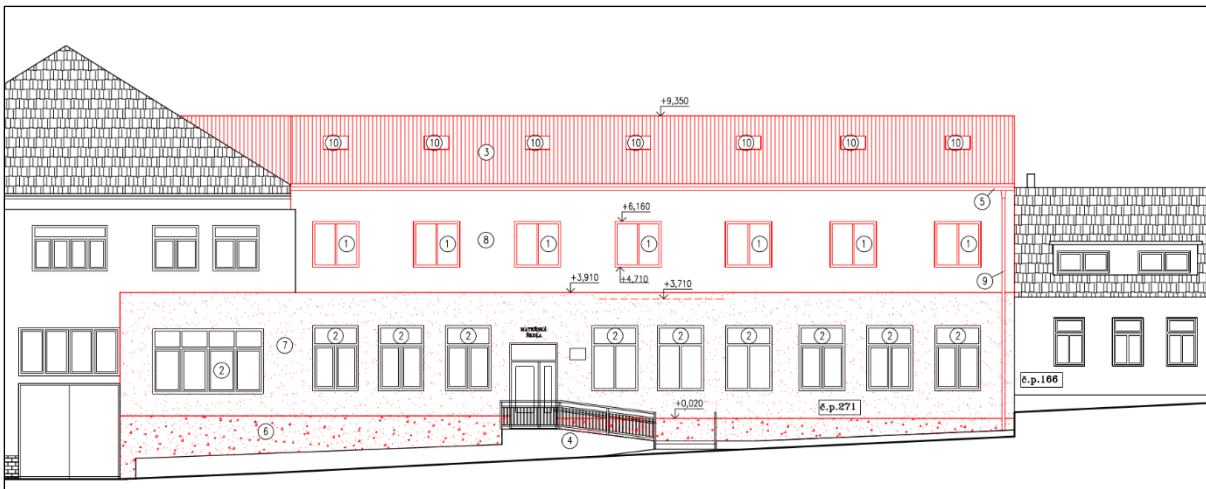 +9,350
10 10 10 10 10 10 10
3
5
+6,160
1 1 8 1 1 1 1 1
+4,710
9
+3,910
+3,710
MATEŘSKÁ
ŠKOLA
2 2 2 2 2 2 2 2 2
7
2
č.p.166
č.p.271
+0,020
6
4